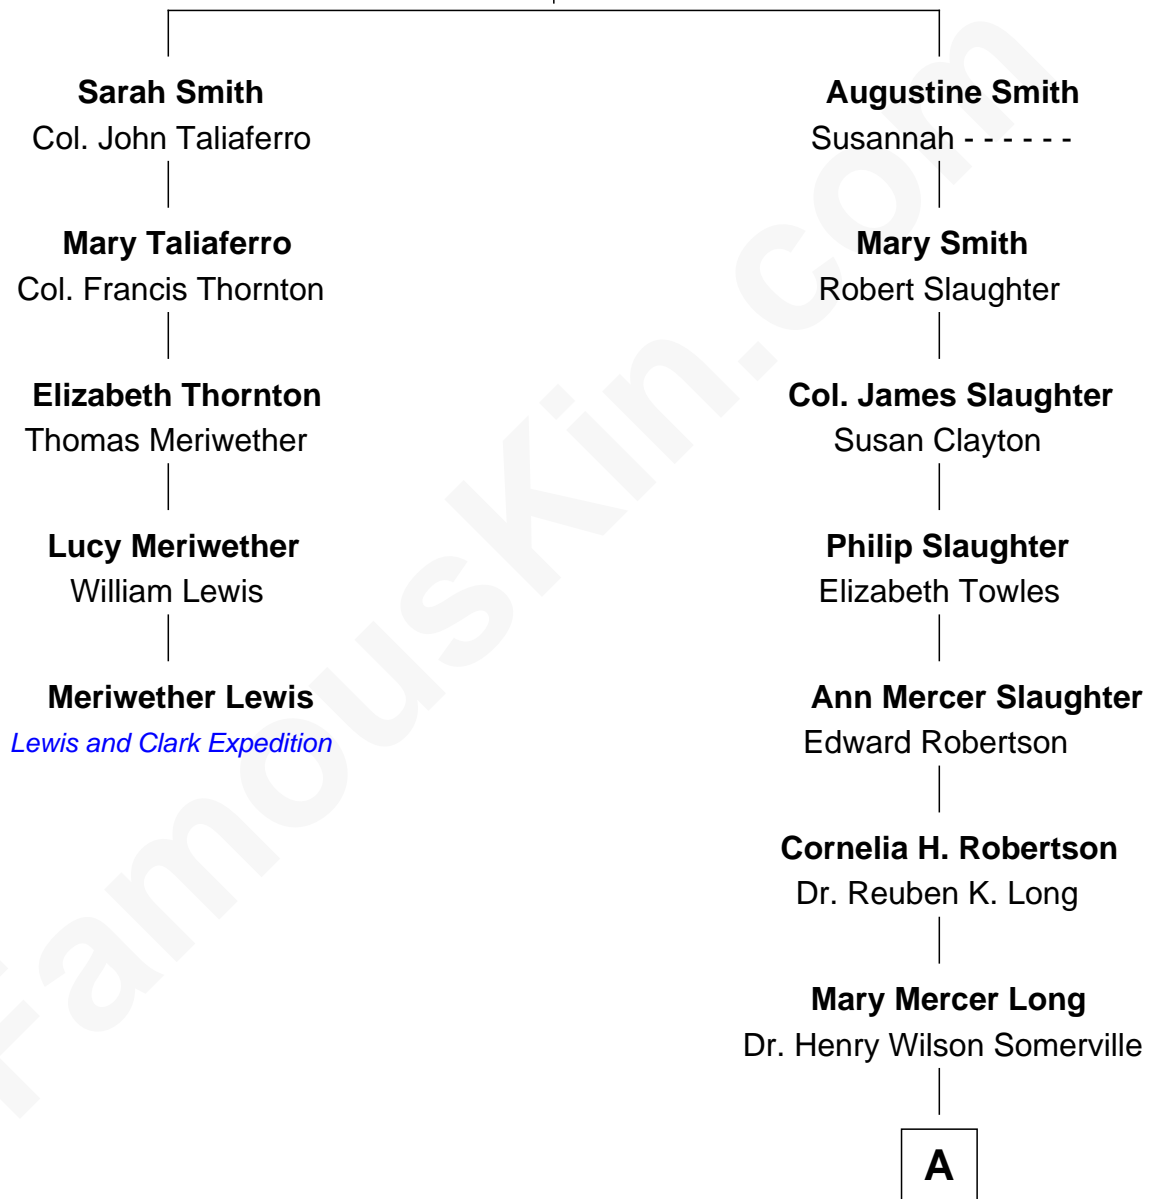 Sarah Smith
Col. John Taliaferro
Mary Taliaferro
Col. Francis Thornton
Elizabeth Thornton
Thomas Meriwether
Lucy Meriwether
William Lewis
Meriwether Lewis
Lewis and Clark Expedition
Augustine Smith
Susannah - - - - - -
Mary Smith
Robert Slaughter
Col. James Slaughter
Susan Clayton
Philip Slaughter
Elizabeth Towles
Ann Mercer Slaughter
Edward Robertson
Cornelia H. Robertson
Dr. Reuben K. Long
Mary Mercer Long
Dr. Henry Wilson Somerville
A
FamousKin.com